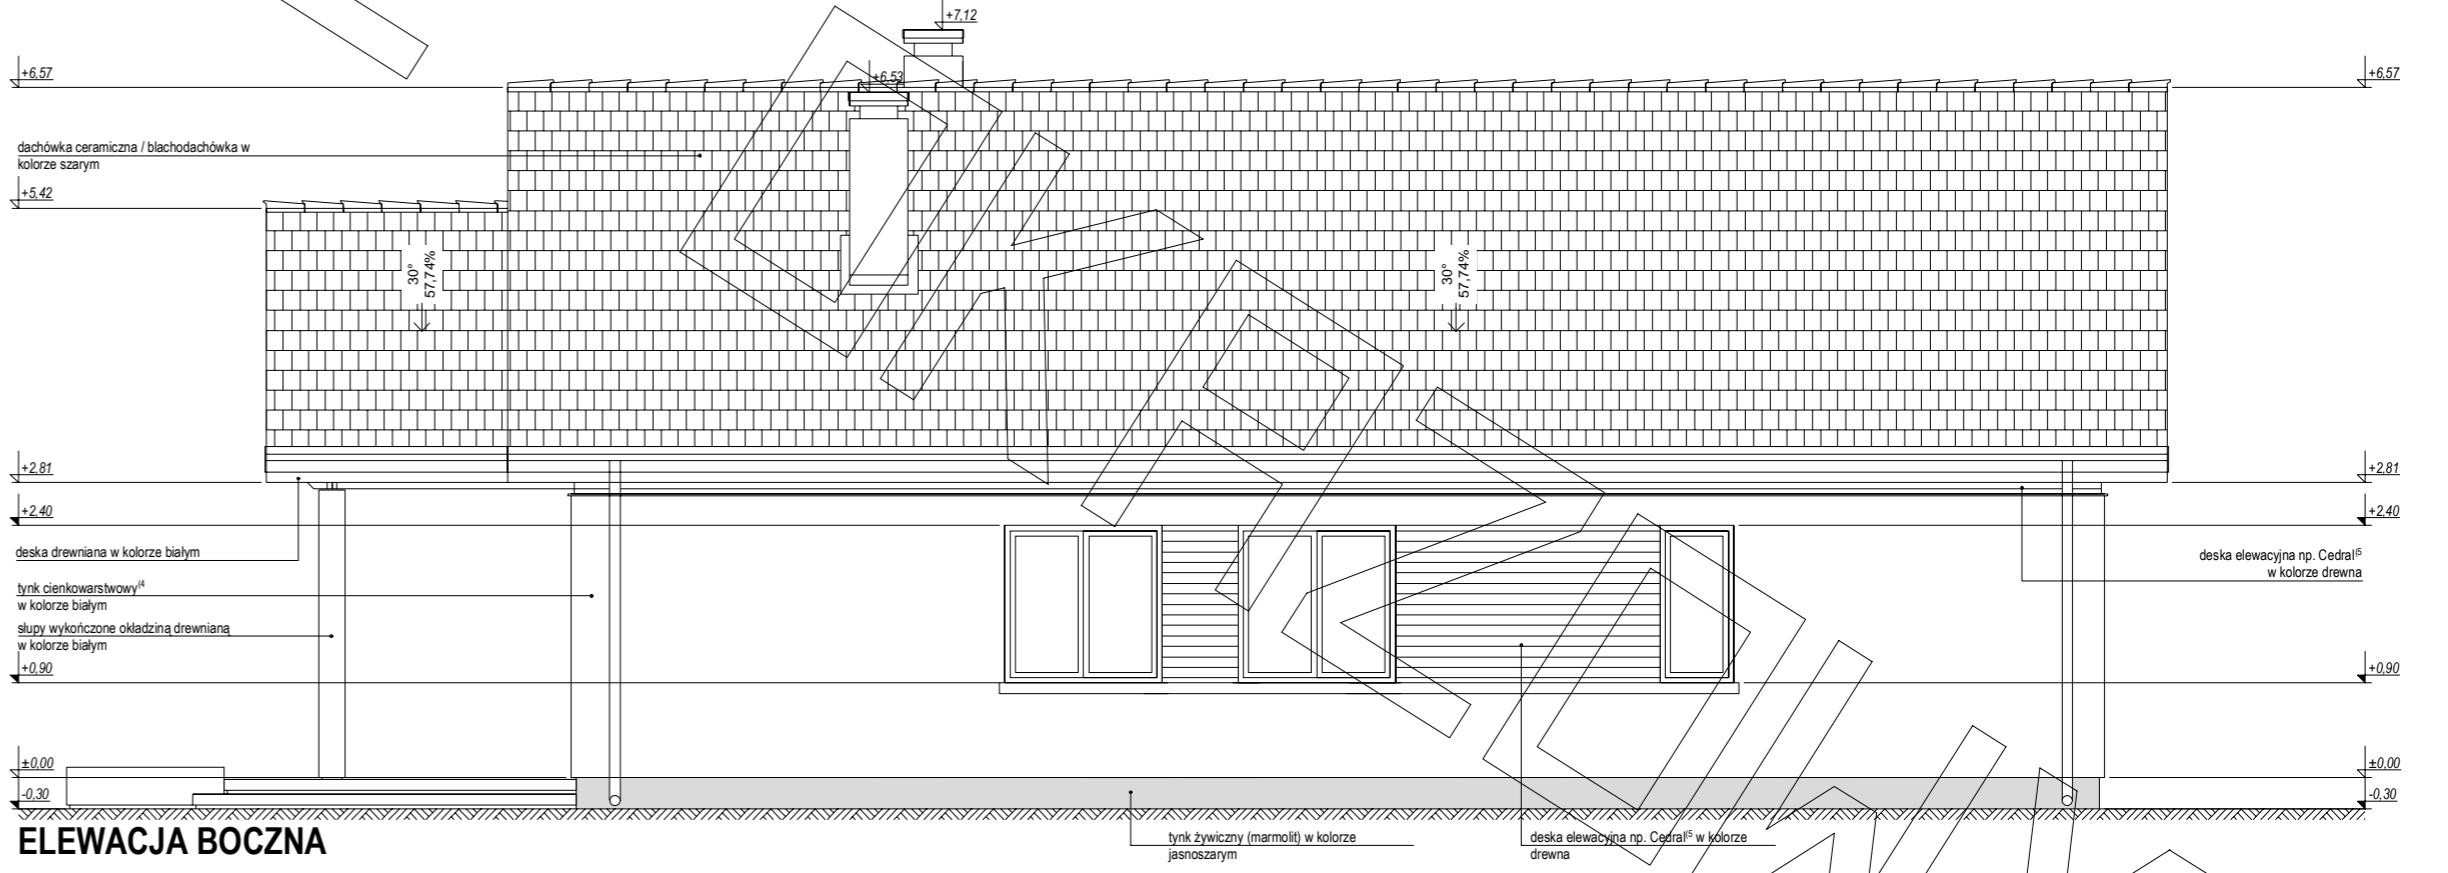 +7,12
+6,57
+6,53
+6,57
dachówka ceramiczna / blachodachówka w
kolorze szarym
+5,42
30°
57,74%
30°
57,74%
+2,81
+2,81
+2,40
+2,40
deska drewniana w kolorze białym
deska elewacyjna np. Cedral⁽⁵
w kolorze drewna
tynk cienkowarstwowy⁽⁴
w kolorze białym
słupy wykończone okładziną drewnianą
w kolorze białym
+0,90
+0,90
±0,00
±0,00
-0,30
-0,30
ELEWACJA BOCZNA
tynk żywiczny (marmolit) w kolorze
jasnoszarym
deska elewacyjna np. Cedral⁽⁵ w kolorze
drewna